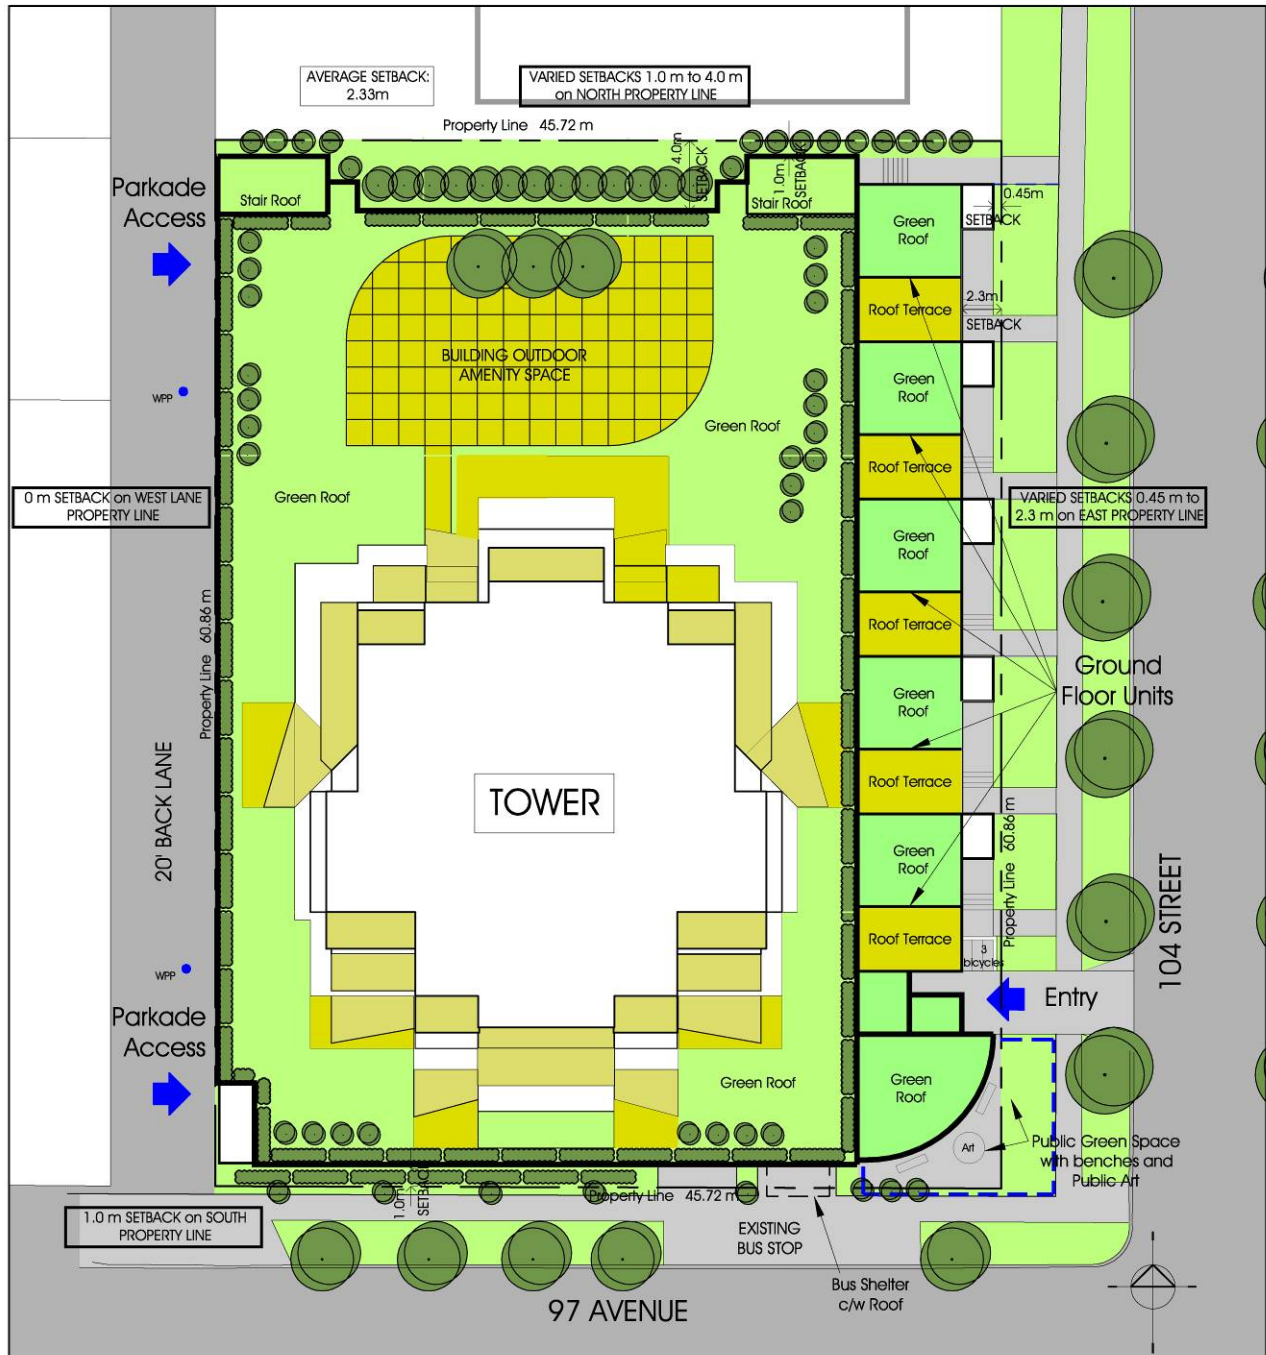 AVERAGE SETBACK:
2.33m
VARIED SETBACKS 1.0 m to 4.0 m
on NORTH PROPERTY LINE
Property Line 45.72 m
4.0m
SETBACK
1.0m
SETBACK
Parkade
Access
Stair Roof
Stair Roof
0.45m
SETBACK
Green
Roof
2.3m
SETBACK
Roof Terrace
BUILDING OUTDOOR
AMENITY SPACE
WPP
Green
Roof
Green Roof
Roof Terrace
0 m SETBACK on WEST LANE
PROPERTY LINE
Green Roof
VARIED SETBACKS 0.45 m to
2.3 m on EAST PROPERTY LINE
Green
Roof
Property Line 60.86 m
Roof Terrace
Ground
Floor Units
Green
Roof
20' BACK LANE
TOWER
Roof Terrace
Property Line 60.86 m
Green
Roof
104 STREET
Roof Terrace
3
bicycles
WPP
Entry
Parkade
Access
Green Roof
Green
Roof
Art
Public Green Space
with benches and
Public Art
1.0m
SETBACK
Property Line 45.72 m
1.0 m SETBACK on SOUTH
PROPERTY LINE
EXISTING
BUS STOP
Bus Shelter
c/w Roof
97 AVENUE